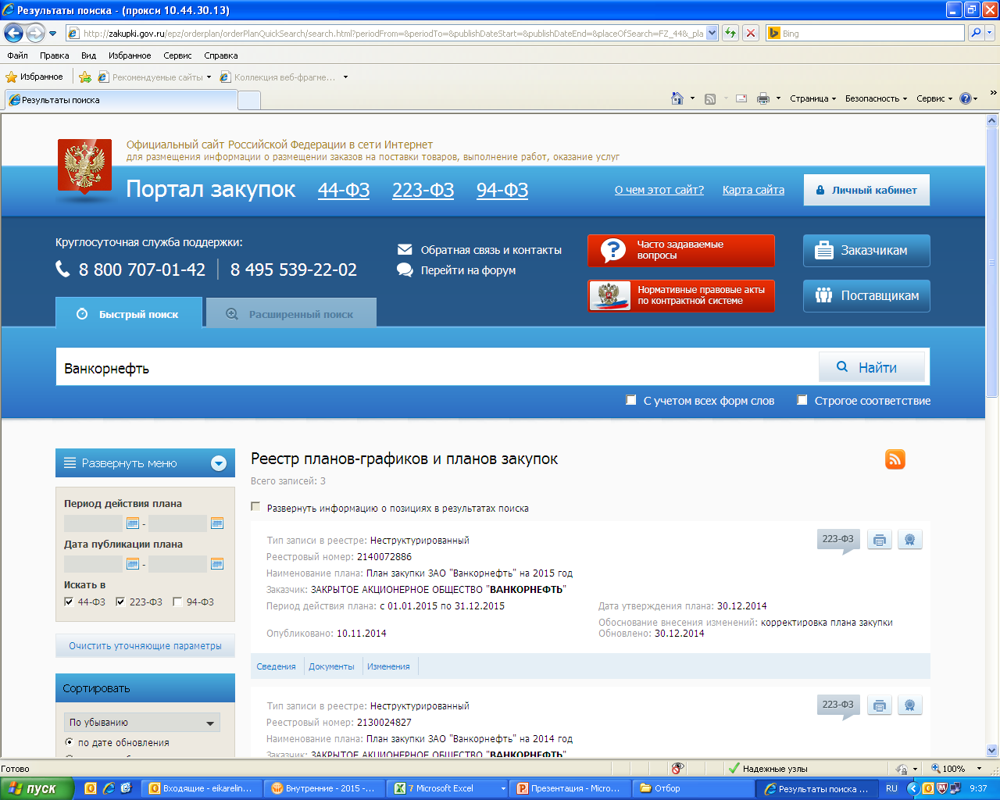 Результаты поиска - (прокси 10.44.30.13)
http://zakupki.gov.ru/epz/orderplan/orderPlanQuickSearch/search.html?periodFrom=&periodTo=&publishDateStart=&publishDateEnd=&placeOfSearch=FZ_44&_pla
Bing
Файл Правка Вид Избранное Сервис Справка
Избранное Рекомендуемые сайты Коллекция веб-фрагме...
Результаты поиска
Страница Безопасность Сервис »
Официальный сайт Российской Федерации в сети Интернет
для размещения информации о размещении заказов на поставки товаров, выполнение работ, оказание услуг
Портал закупок 44-ФЗ 223-ФЗ 94-ФЗ О чем этот сайт? Карта сайта Личный кабинет
Круглосуточная служба поддержки:
8 800 707-01-42 8 495 539-22-02
Обратная связь и контакты
Перейти на форум
Часто задаваемые
вопросы
Нормативные правовые акты
по контрактной системе
Заказчикам
Поставщикам
Быстрый поиск Расширенный поиск
Ванкорнефть Найти
С учетом всех форм слов Строгое соответствие
Развернуть меню
Период действия плана
-
Дата публикации плана
-
Искать в
44-ФЗ 223-ФЗ 94-ФЗ
Очистить уточняющие параметры
Сортировать
По убыванию
по дате обновления
Реестр планов-графиков и планов закупок
Всего записей: 3
Развернуть информацию о позициях в результатах поиска
Тип записи в реестре: Неструктурированный 223-ФЗ
Реестровый номер: 2140072886
Наименование плана: План закупки ЗАО "Ванкорнефть" на 2015 год
Заказчик: ЗАКРЫТОЕ АКЦИОНЕРНОЕ ОБЩЕСТВО "ВАНКОРНЕФТЬ"
Период действия плана: с 01.01.2015 по 31.12.2015 Дата утверждения плана: 30.12.2014
Обоснование внесения изменений: корректировка плана закупки
Опубликовано: 10.11.2014 Обновлено: 30.12.2014
Сведения Документы Изменения
Тип записи в реестре: Неструктурированный 223-ФЗ
Реестровый номер: 2130024827
Наименование плана: План закупки ЗАО "Ванкорнефть" на 2014 год
Заказчик: ЗАКРЫТОЕ АКЦИОНЕРНОЕ ОБЩЕСТВО "ВАНКОРНЕФТЬ"
Готово Надежные узлы 100%
пуск Входящие - eikarelin... Внутренние - 2015 -... 7 Microsoft Excel Презентация - Micro... Отбор Результаты поиска ... RU 9:37